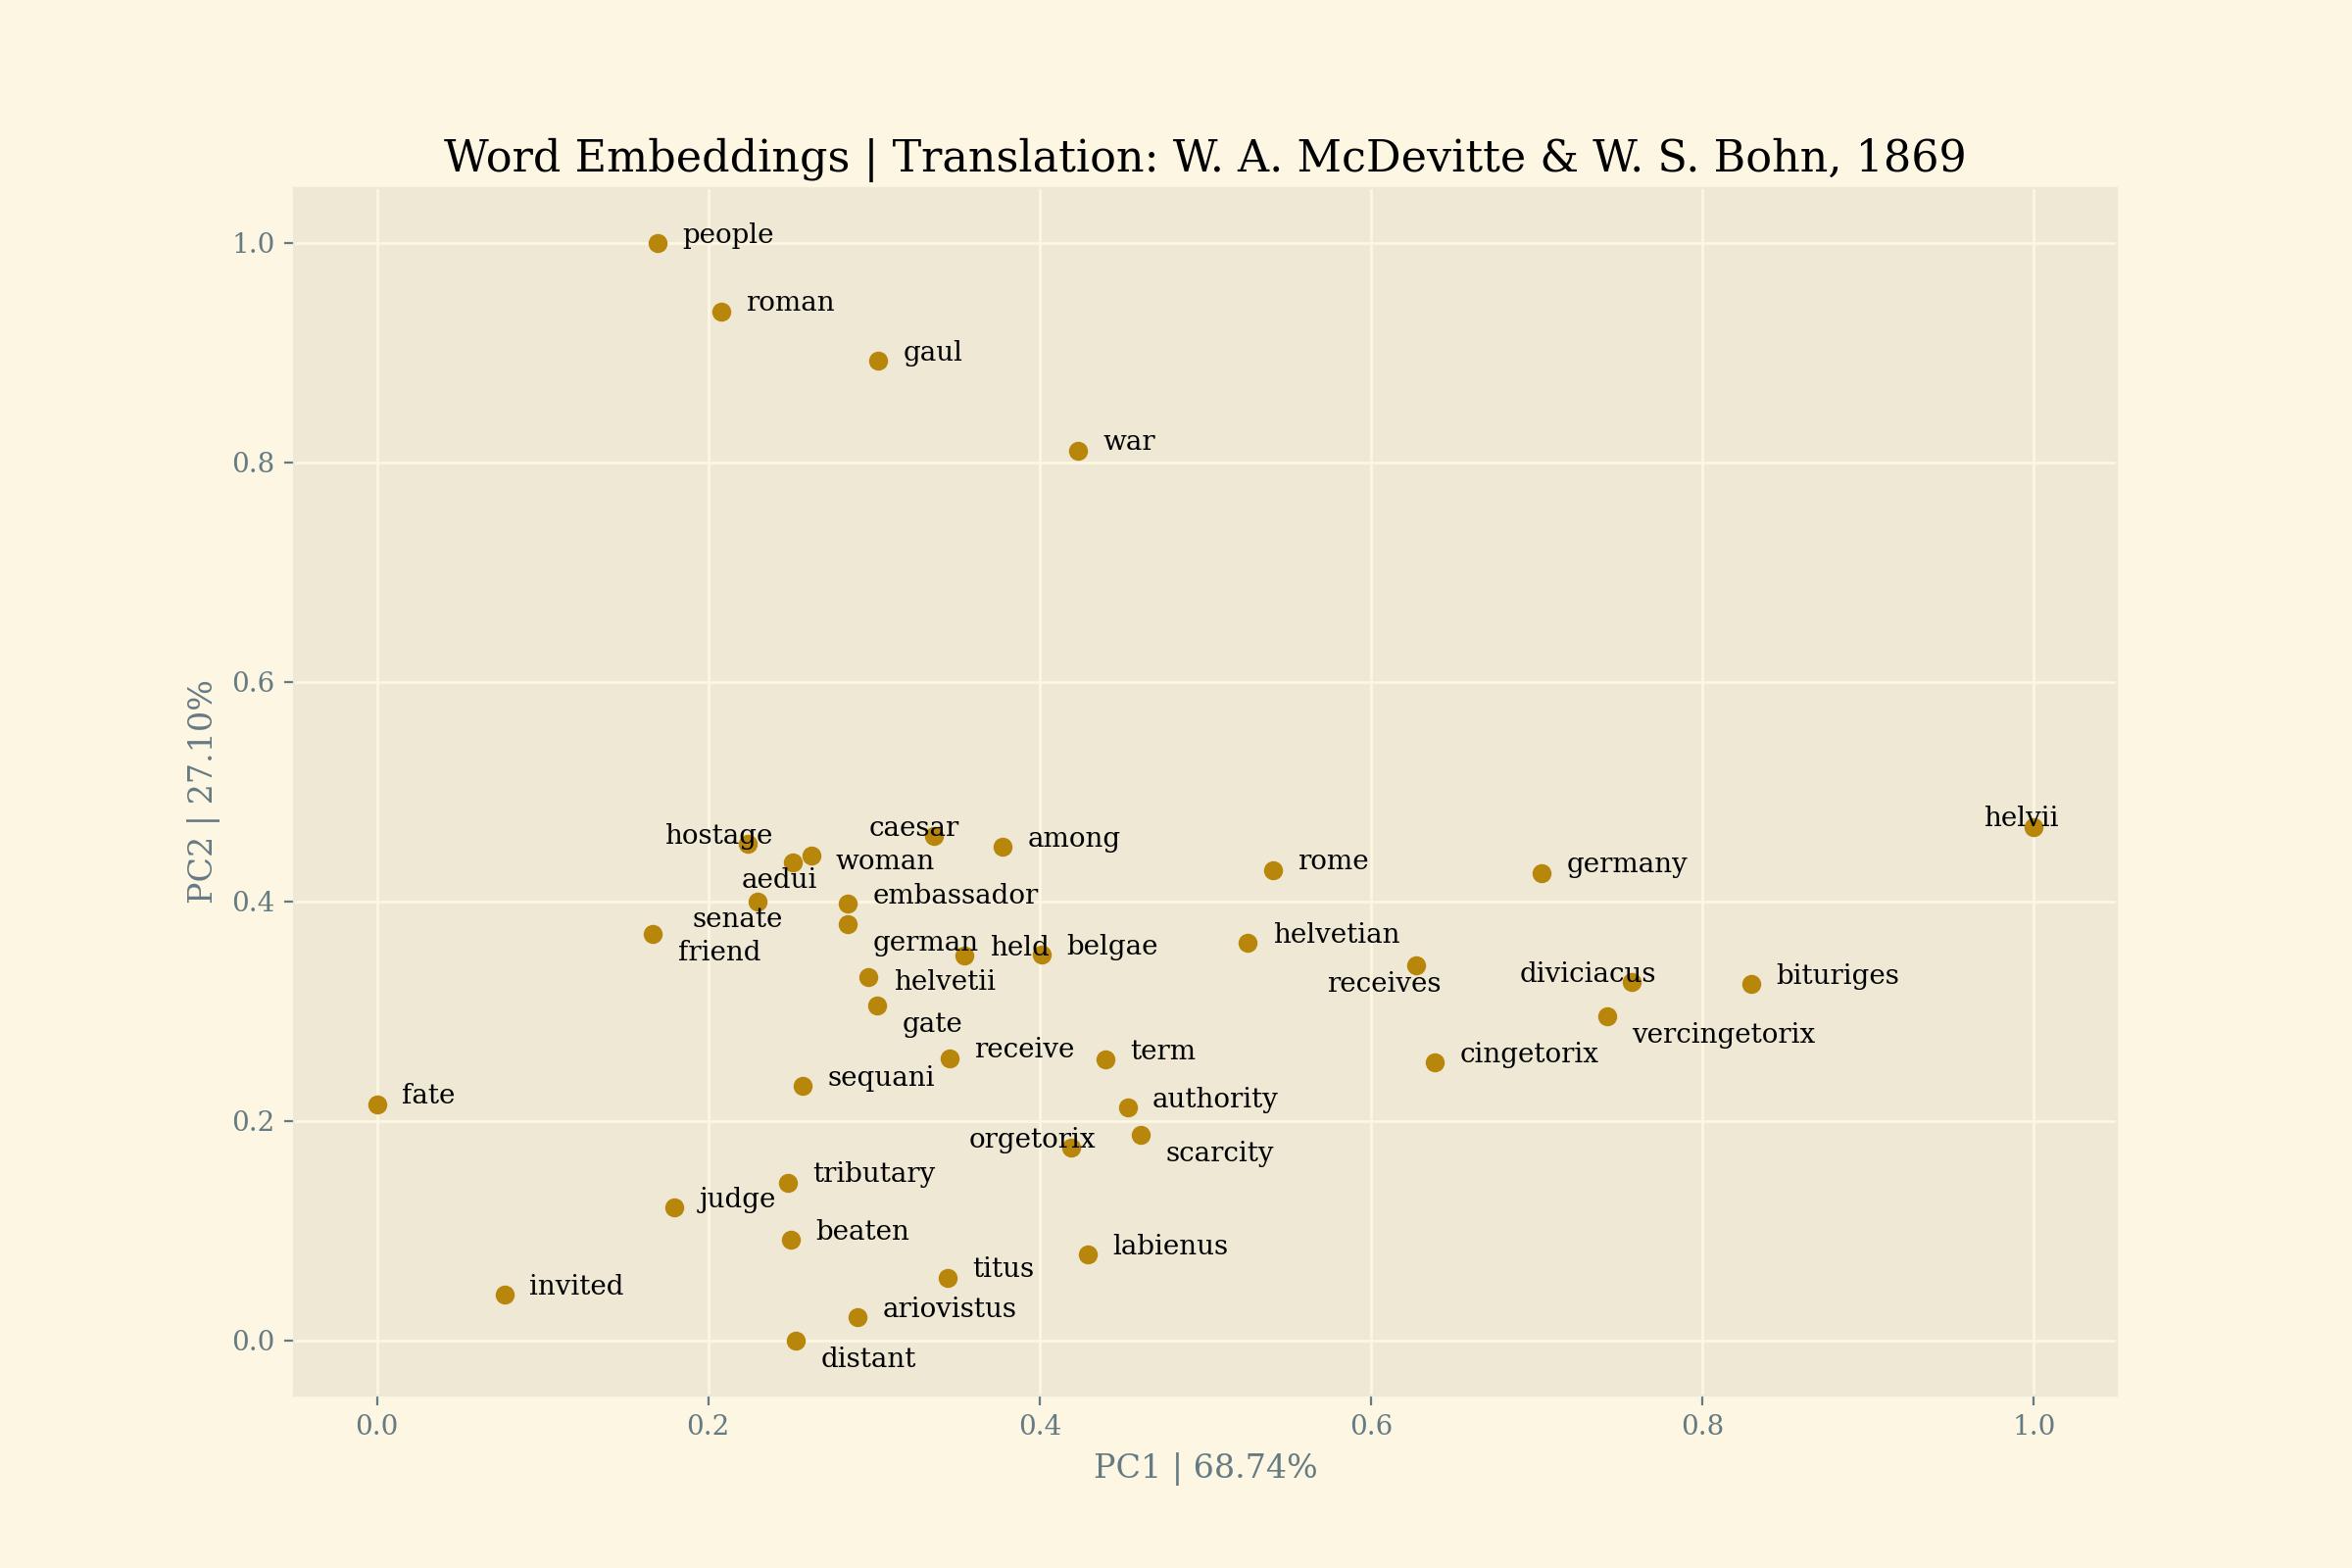 Word Embeddings | Translation: W. A. McDevitte & W. S. Bohn, 1869
people
1.0
roman
gaul
war
0.8
0.6
PC2 | 27.10%
helvii
hostage
caesar
among
woman
rome
germany
aedui
embassador
0.4
senate
helvetian
friend
german
held
belgae
diviciacus
bituriges
helvetii
receives
gate
vercingetorix
receive
term
cingetorix
sequani
fate
authority
0.2
orgetorix
scarcity
tributary
judge
beaten
labienus
titus
invited
ariovistus
0.0
distant
0.0
0.2
0.4
0.6
0.8
1.0
PC1 | 68.74%